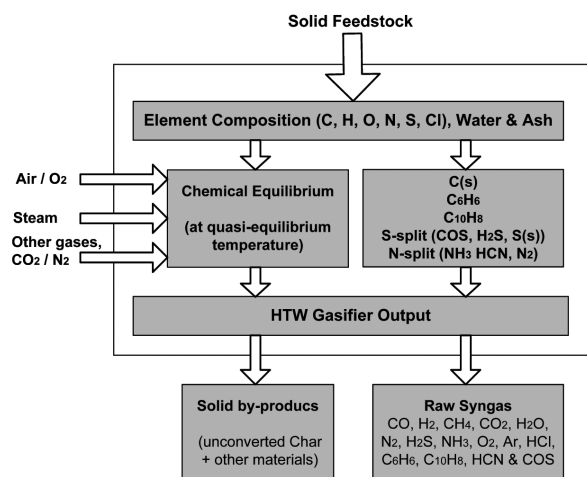 Solid Feedstock
Element Composition (C, H, O, N, S, Cl), Water & Ash
Air / O2
Steam
Other gases,
CO2 / N2
Chemical Equilibrium
(at quasi-equilibrium
temperature)
C(s)
C6H6
C10H8
S-split (COS, H2S, S(s))
N-split (NH3 HCN, N2)
HTW Gasifier Output
Solid by-producs
(unconverted Char
+ other materials)
Raw Syngas
CO, H2, CH4, CO2, H2O,
N2, H2S, NH3, O2, Ar, HCl,
C6H6, C10H8, HCN & COS